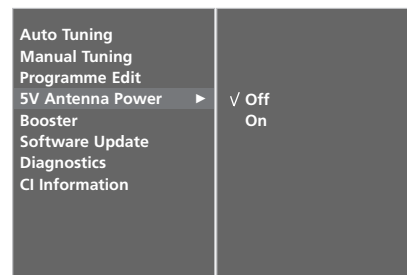 Auto Tuning
Manual Tuning
Programme Edit
5V Antenna Power ►
Booster
Software Update
Diagnostics
CI Information
√ Off
On